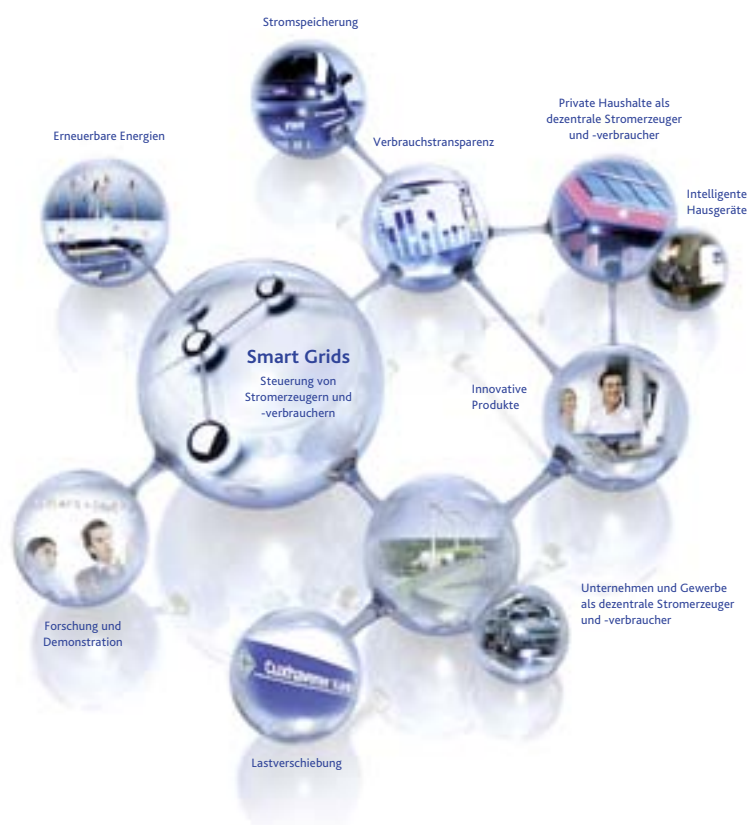 Stromspeicherung
Private Haushalte als
dezentrale Stromerzeuger
und -verbraucher
Erneuerbare Energien
Verbrauchstransparenz
Intelligente
Hausgeräte
Smart Grids
Steuerung von
Stromerzeugern und
-verbrauchern
Innovative
Produkte
Unternehmen und Gewerbe
als dezentrale Stromerzeuger
und -verbraucher
Forschung und
Demonstration
Cuxhavener
Lastverschiebung